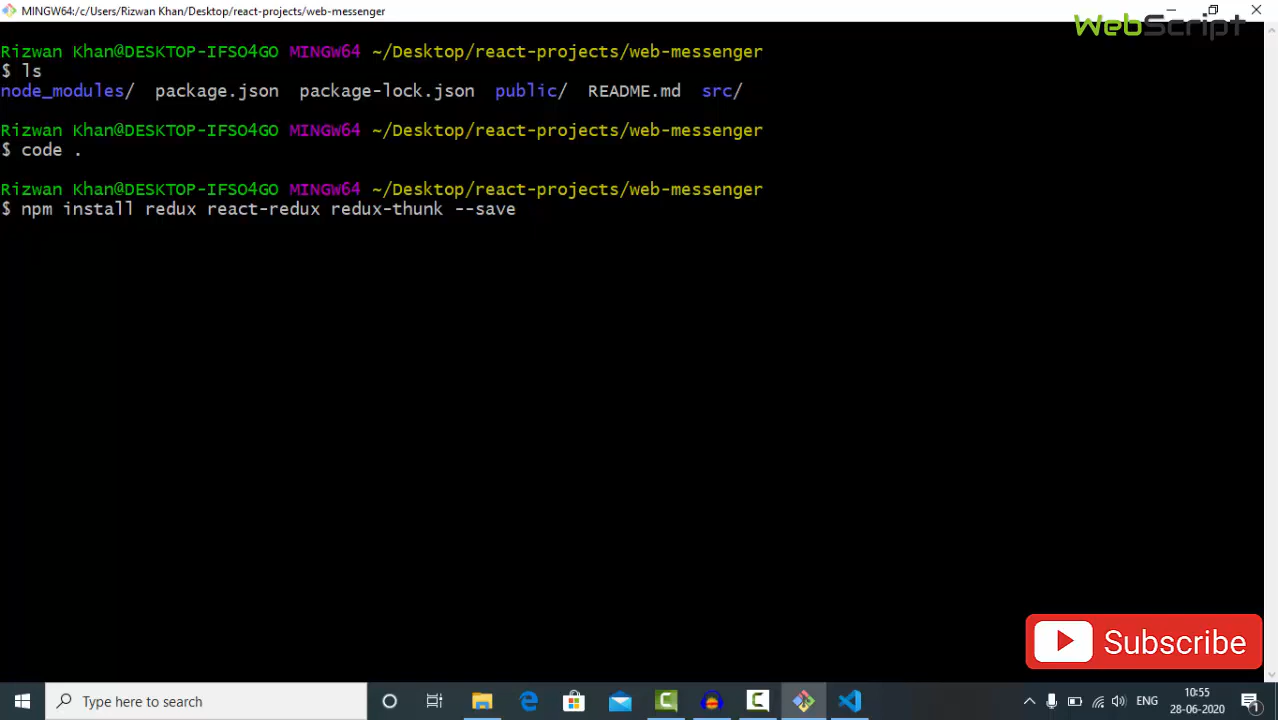 MINGW64:/c/Users/Rizwan Khan/Desktop/react-projects/web-messenger
WebScript
Rizwan Khan@DESKTOP-IFSO4GO MINGW64 ~/Desktop/react-projects/web-messenger
$ ls
node_modules/ package.json package-lock.json public/ README.md src/
Rizwan Khan@DESKTOP-IFSO4GO MINGW64 ~/Desktop/react-projects/web-messenger
$ code .
Rizwan Khan@DESKTOP-IFSO4GO MINGW64 ~/Desktop/react-projects/web-messenger
$ npm install redux react-redux redux-thunk --save
Subscribe
Type here to search
ENG
10:55
28-06-2020
1